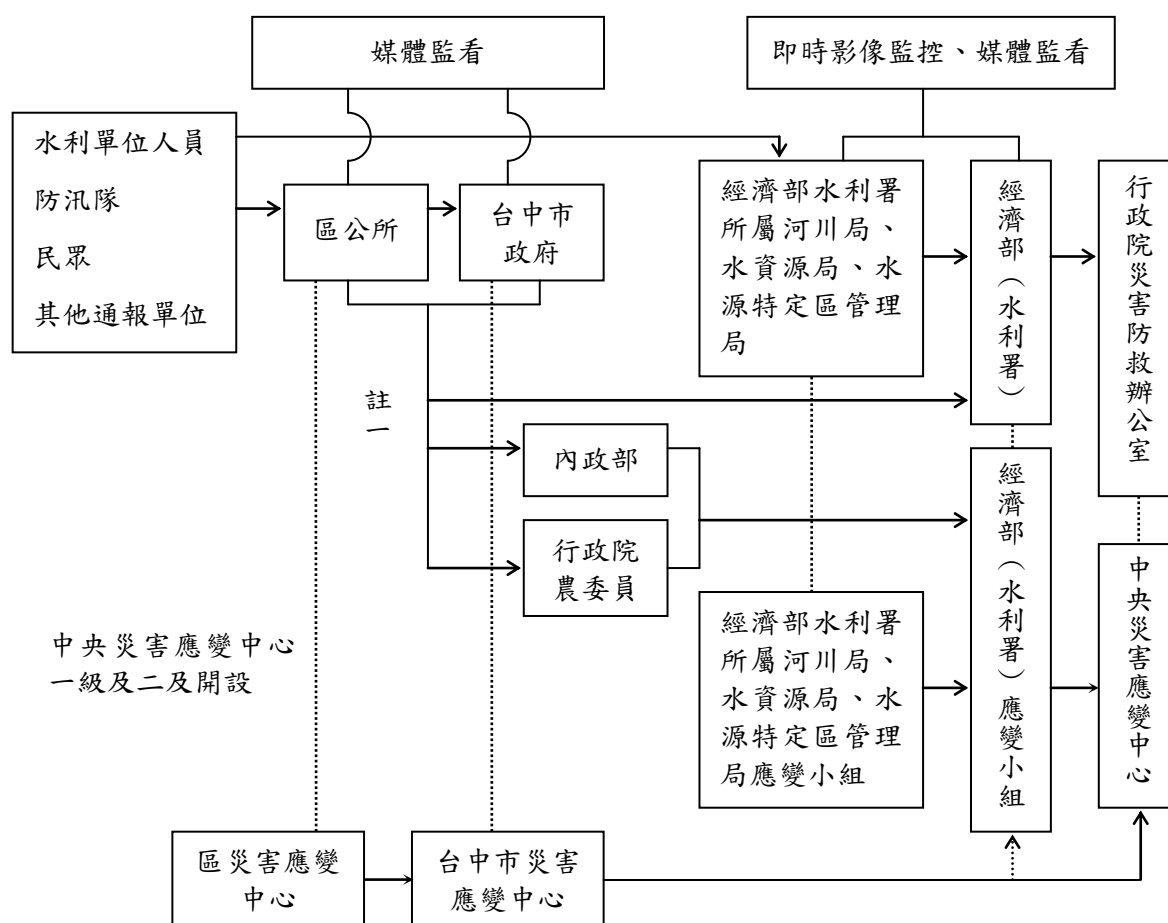 媒體監看
即時影像監控、媒體監看
水利單位人員
防汛隊
民眾
其他通報單位
區公所
台中市
政府
經濟部水利署
所屬河川局、
水資源局、水
源特定區管理
局
經濟部（水利署）
行政院災害防救辦公室
註
一
內政部
行政院
農委員
中央災害應變中心
一級及二及開設
經濟部水利署
所屬河川局、
水資源局、水
源特定區管理
局應變小組
經濟部（水利署）應變小組
中央災害應變中心
區災害應變
中心
台中市災害
應變中心